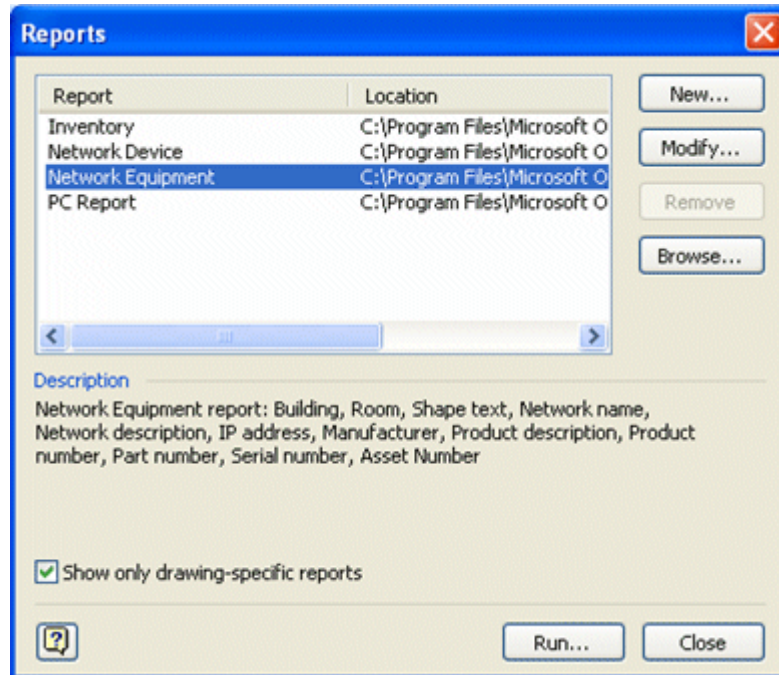 Reports
Report Location
Inventory C:\Program Files\Microsoft O
Network Device C:\Program Files\Microsoft O
Network Equipment C:\Program Files\Microsoft O
PC Report C:\Program Files\Microsoft O
New...
Modify...
Remove
Browse...
Description
Network Equipment report: Building, Room, Shape text, Network name,
Network description, IP address, Manufacturer, Product description, Product
number, Part number, Serial number, Asset Number
Show only drawing-specific reports
Run... Close